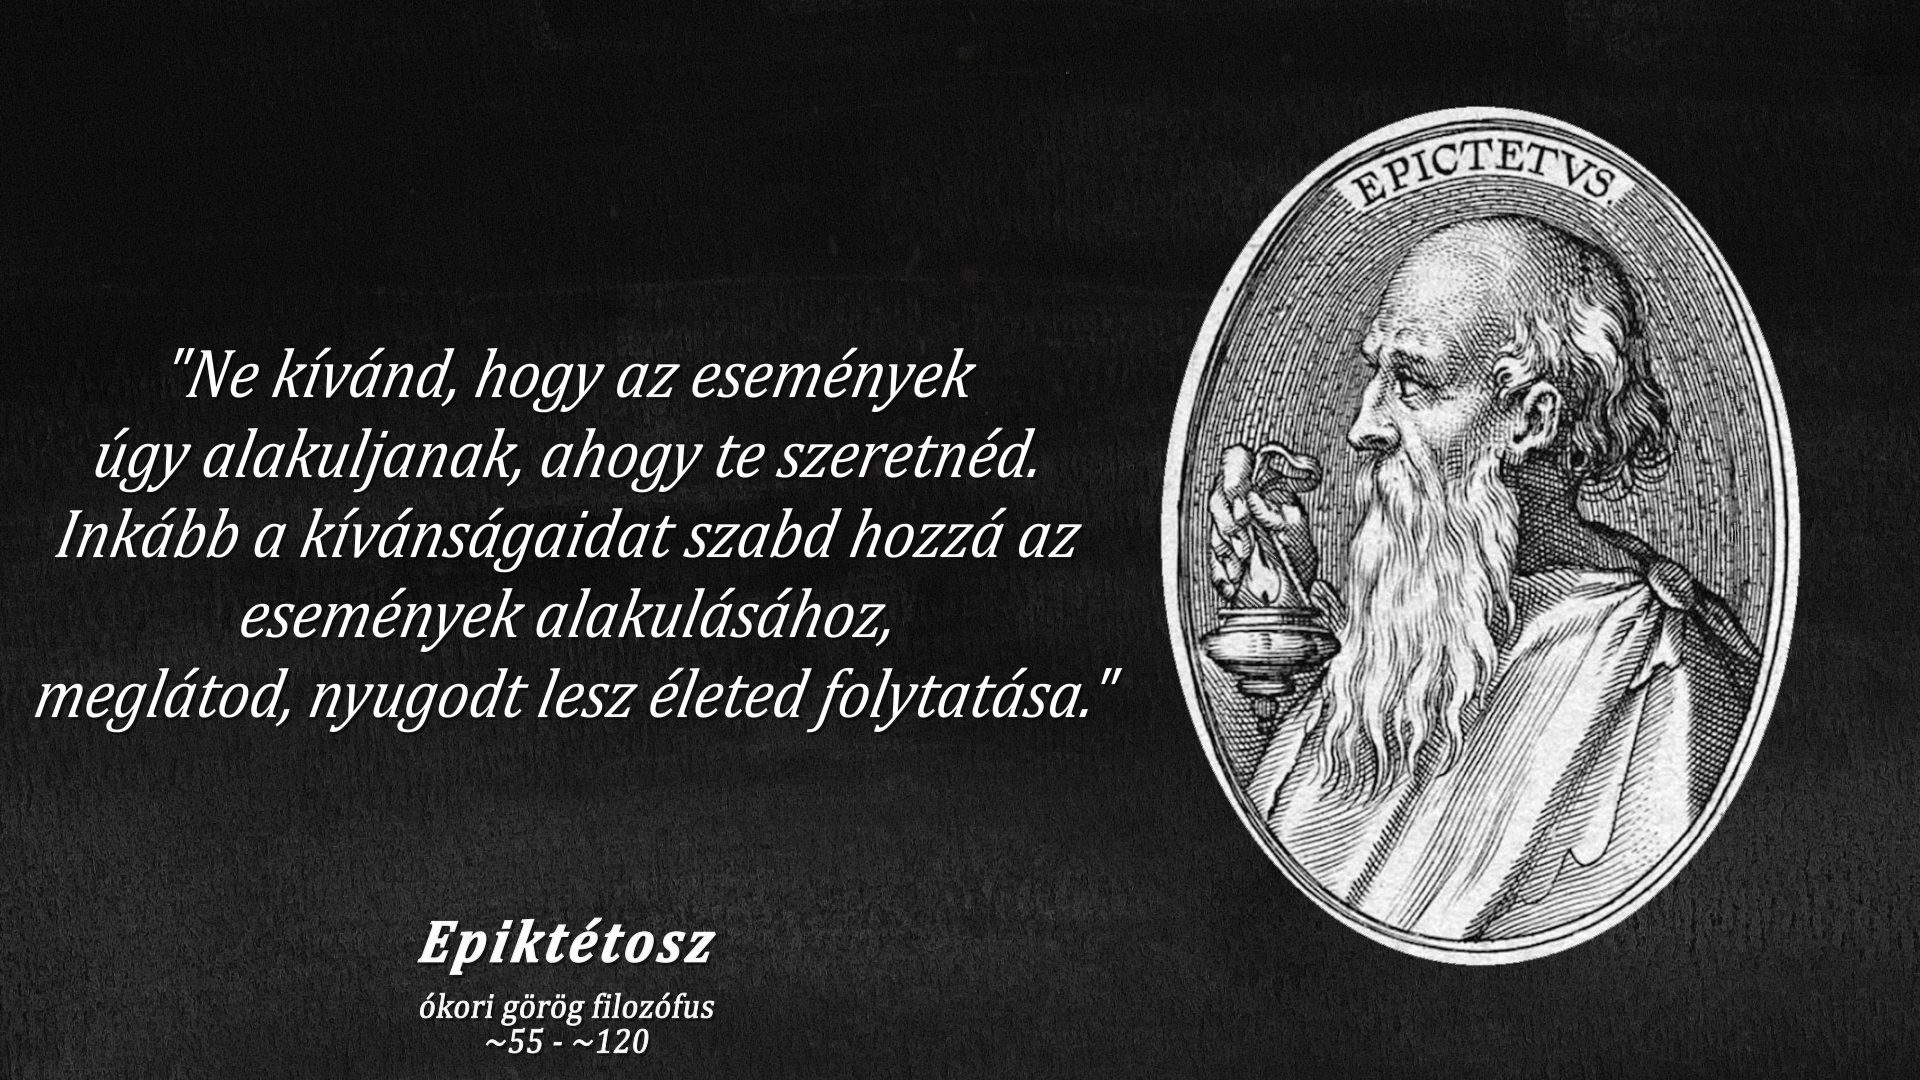 "Ne kívánd, hogy az események
úgy alakuljanak, ahogy te szeretnéd.
Inkább a kívánságaidat szabd hozzá az
események alakulásához,
meglátod, nyugodt lesz életed folytatása."
Epiktétosz
ókori görög filozófus
~55 - ~120
EPICTETVS.